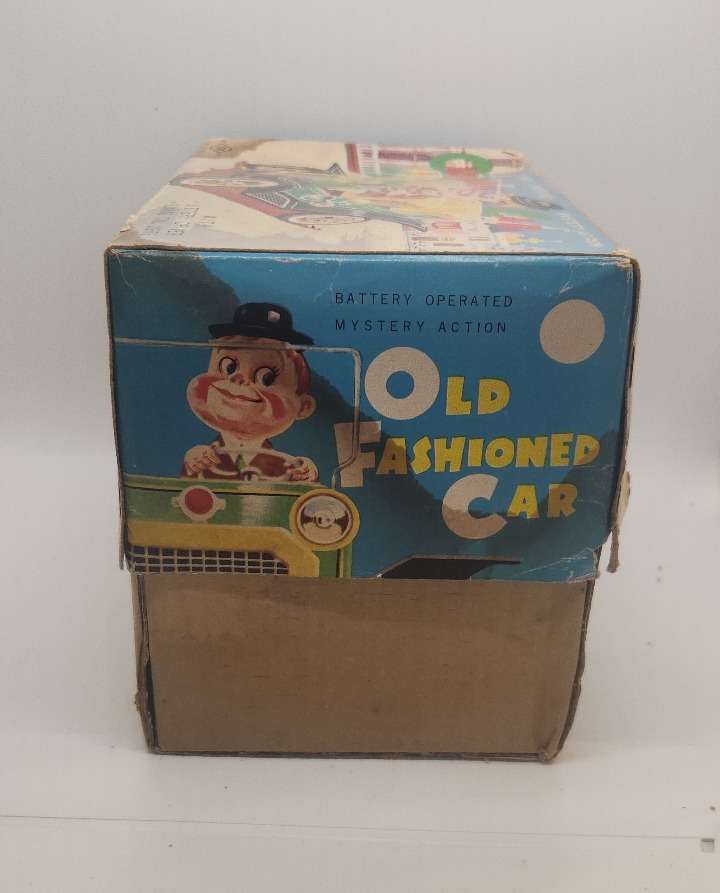 BATTERY OPERATED
MYSTERY ACTION
OLD
FASHIONED
CAR